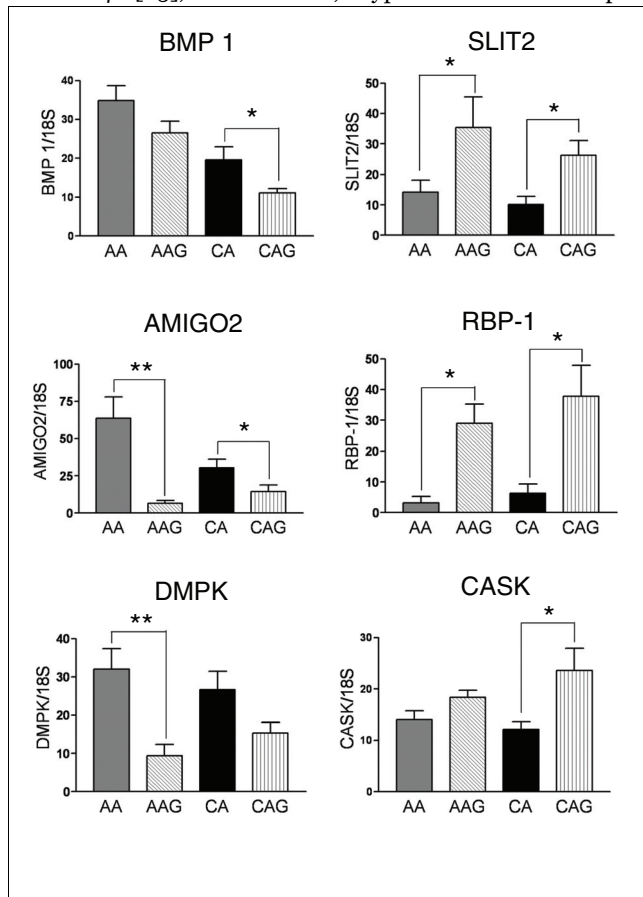 BMP 1
BMP 1/18S
40
30
20
10
0
*
AA AAG CA CAG
SLIT2
SLIT2/18S
50
40
30
20
10
0
* *
AA AAG CA CAG
AMIGO2
AMIGO2/18S
100
75
50
25
0
** *
AA AAG CA CAG
RBP-1
RBP-1/18S
50
40
30
20
10
0
* *
AA AAG CA CAG
DMPK
DMPK/18S
40
30
20
10
0
**
AA AAG CA CAG
CASK
CASK/18S
30
20
10
0
*
AA AAG CA CAG